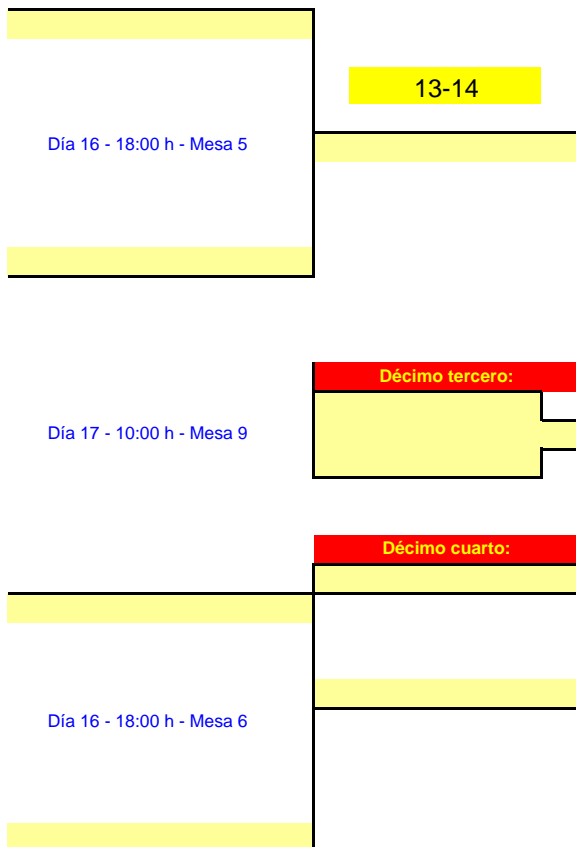 13-14
Día 16 - 18:00 h - Mesa 5
Décimo tercero:
Día 17 - 10:00 h - Mesa 9
Décimo cuarto:
Día 16 - 18:00 h - Mesa 6